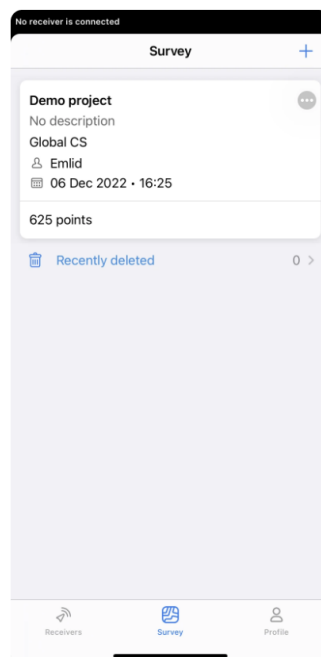 No receiver is connected
Survey
Demo project
No description
Global CS
Emlid
06 Dec 2022 • 16:25
625 points
Recently deleted 0
Receivers Survey Profile